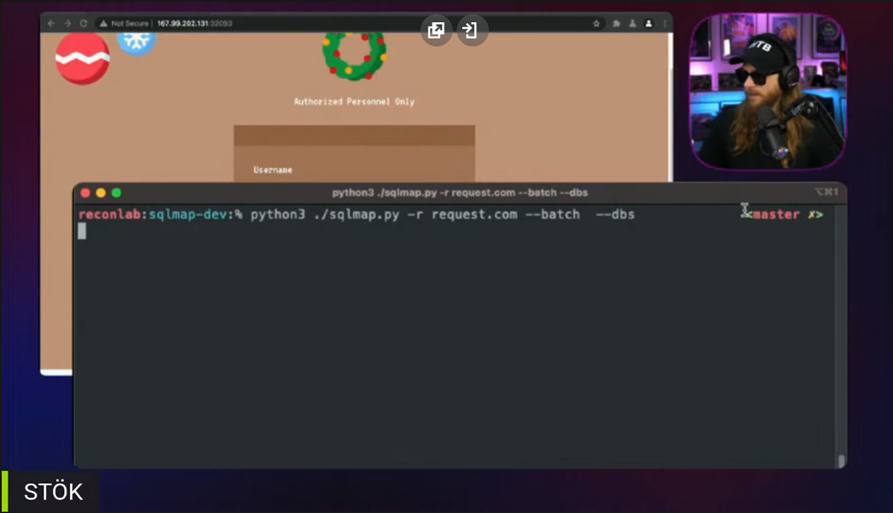 Not Secure | 167.99.202.131:32093
Authorized Personnel Only
Username
python3 ./sqlmap.py -r request.com --batch --dbs
⌥⌘1
reconlab:sqlmap-dev:% python3 ./sqlmap.py -r request.com --batch  --dbs
<master ✗>
STÖK